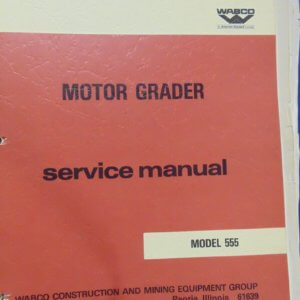 WABCO
MOTOR GRADER
service manual
MODEL 555
WABCO CONSTRUCTION AND MINING EQUIPMENT GROUP
Peoria, Illinois 61639